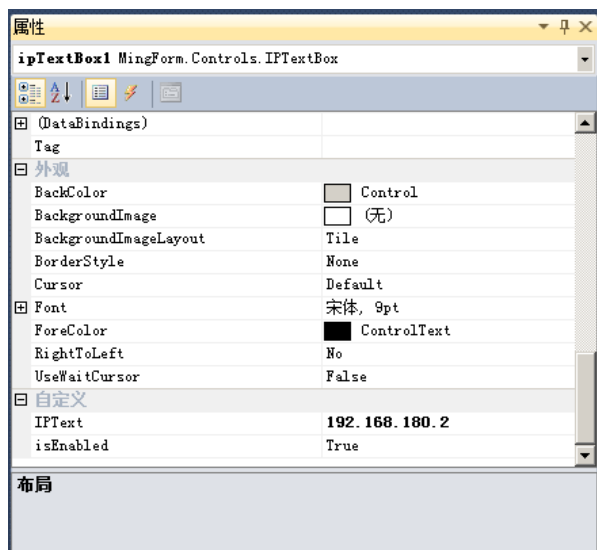 属性
ipTextBox1 MingForm.Controls.IPTextBox
(DataBindings)
Tag
外观
BackColor Control
BackgroundImage (无)
BackgroundImageLayout Tile
BorderStyle None
Cursor Default
Font 宋体, 9pt
ForeColor ControlText
RightToLeft No
UseWaitCursor False
自定义
IPText 192.168.180.2
isEnabled True
布局